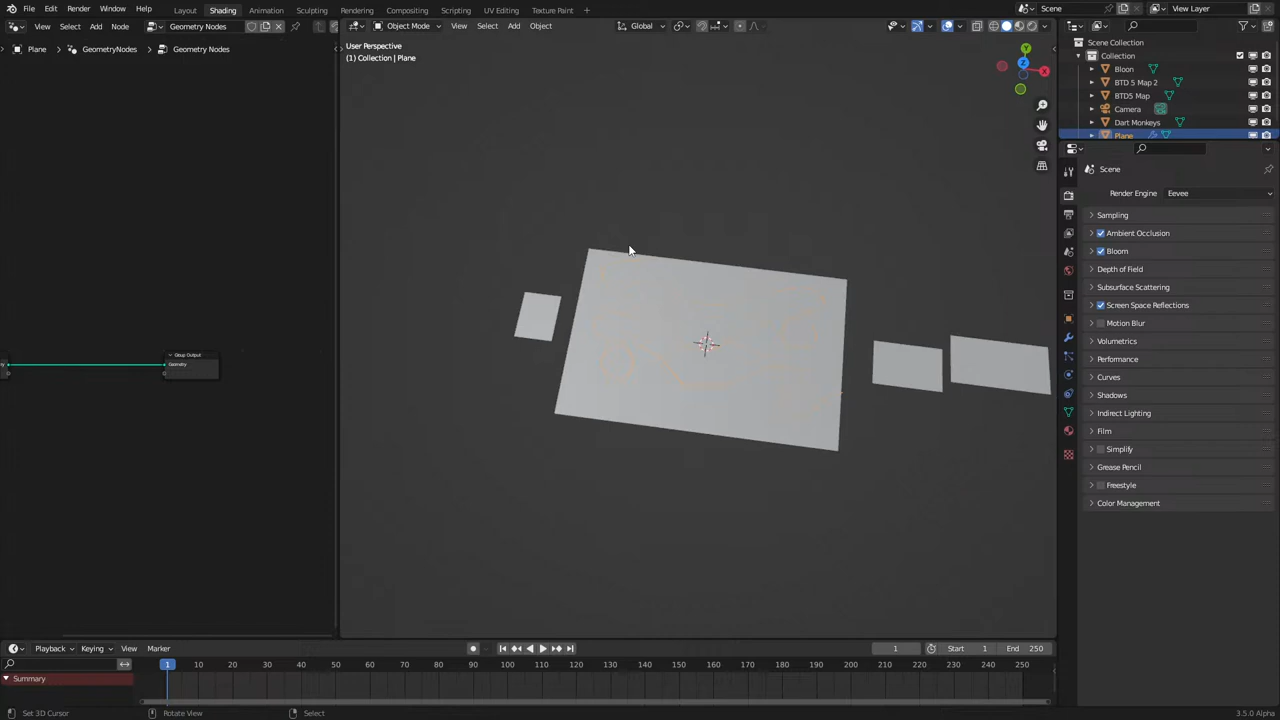 File Edit Render Window Help Layout Shading Animation Sculpting Rendering Compositing Scripting UV Editing Texture Paint Scene View Layer
View Select Add Node Geometry Nodes Object Mode View Select Add Object Global
Plane GeometryNodes Geometry Nodes
User Perspective
(1) Collection | Plane
Group Output
Geometry
Y
Z
X
Scene Collection
Collection
Bloon
BTD 5 Map 2
BTD5 Map
Camera
Dart Monkeys
Plane
Scene
Render Engine Eevee
Sampling
Ambient Occlusion
Bloom
Depth of Field
Subsurface Scattering
Screen Space Reflections
Motion Blur
Volumetrics
Performance
Curves
Shadows
Indirect Lighting
Film
Simplify
Grease Pencil
Freestyle
Color Management
Playback Keying View Marker 1 Start 1 End 250
1 10 20 30 40 50 60 70 80 90 100 110 120 130 140 150 160 170 180 190 200 210 220 230 240 250
Summary
Set 3D Cursor Rotate View Select 3.5.0 Alpha